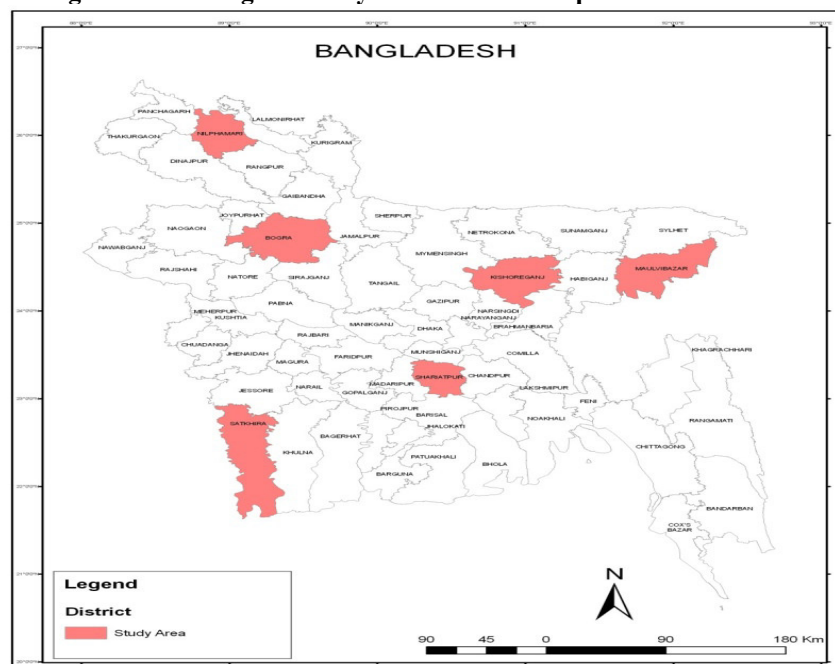 BANGLADESH
PANCHAGARH
LALMONIRHAT
THAKURGAON
NILPHAMARI
KURIGRAM
DINAJPUR
RANGPUR
GAIBANDHA
JOYPURHAT
SHERPUR
NAOGAON
BOGRA
JAMALPUR
NETROKONA
SUNAMGANJ
SYLHET
NAWABGANJ
MYMENSINGH
RAJSHAHI
NATORE
SIRAJGANJ
KISHOREGANJ
HABIGANJ
MAULVIBAZAR
TANGAIL
PABNA
GAZIPUR
MEHERPUR
KUSHTIA
NARSINGDI
NARAYANGANJ
MANIKGANJ
DHAKA
BRAHMANBARIA
RAJBARI
CHUADANGA
JHENAIDAH
FARIDPUR
MUNSHIGANJ
COMILLA
KHAGRACHHARI
MAGURA
SHARIATPUR
CHANDPUR
MADARIPUR
JESSORE
NARAIL
GOPALGANJ
LAKSHMIPUR
FENI
PIROJPUR
BARISAL
NOAKHALI
RANGAMATI
SATKHIRA
JHALOKATI
BAGERHAT
KHULNA
PATUAKHALI
BHOLA
CHITTAGONG
BARGUNA
BANDARBAN
COX'S
BAZAR
Legend
District
Study Area
N
90 45 0 90 180 Km